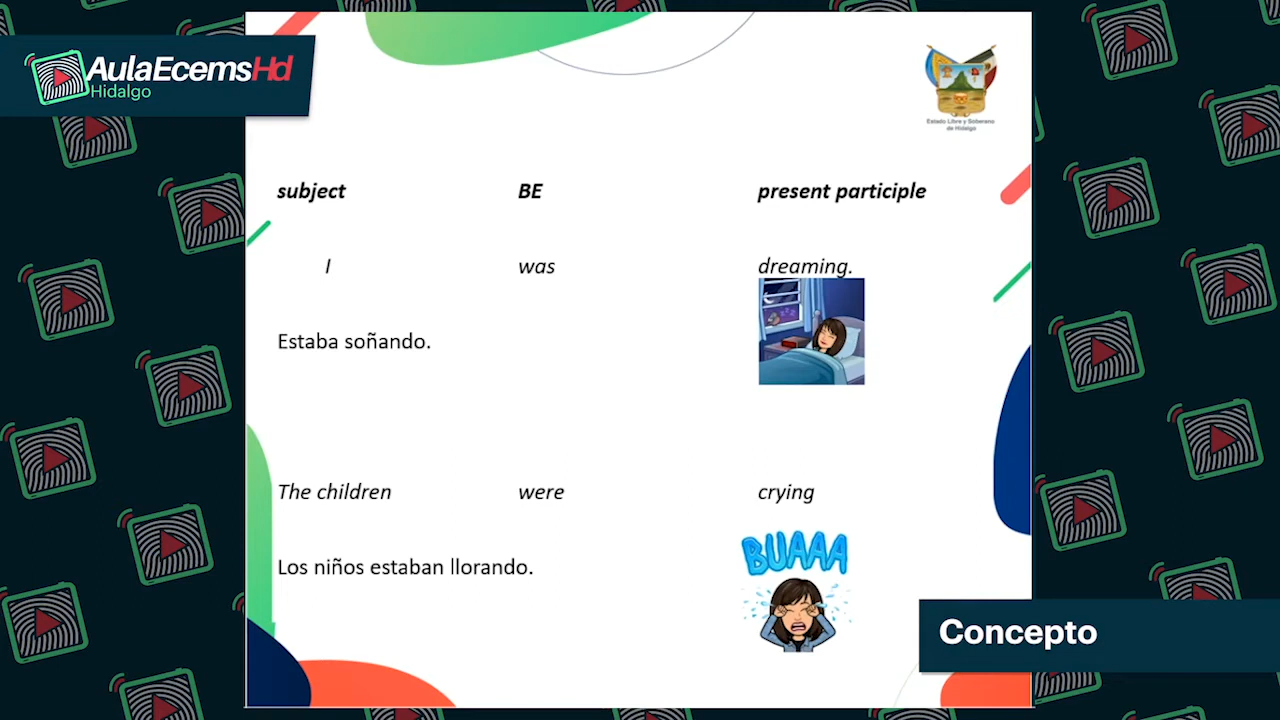 AulaEcemsHd
Hidalgo
Estado Libre y Soberano
de Hidalgo
subject BE present participle
I was dreaming.
Estaba soñando.
The children were crying
Los niños estaban llorando.
BUAAA
Concepto